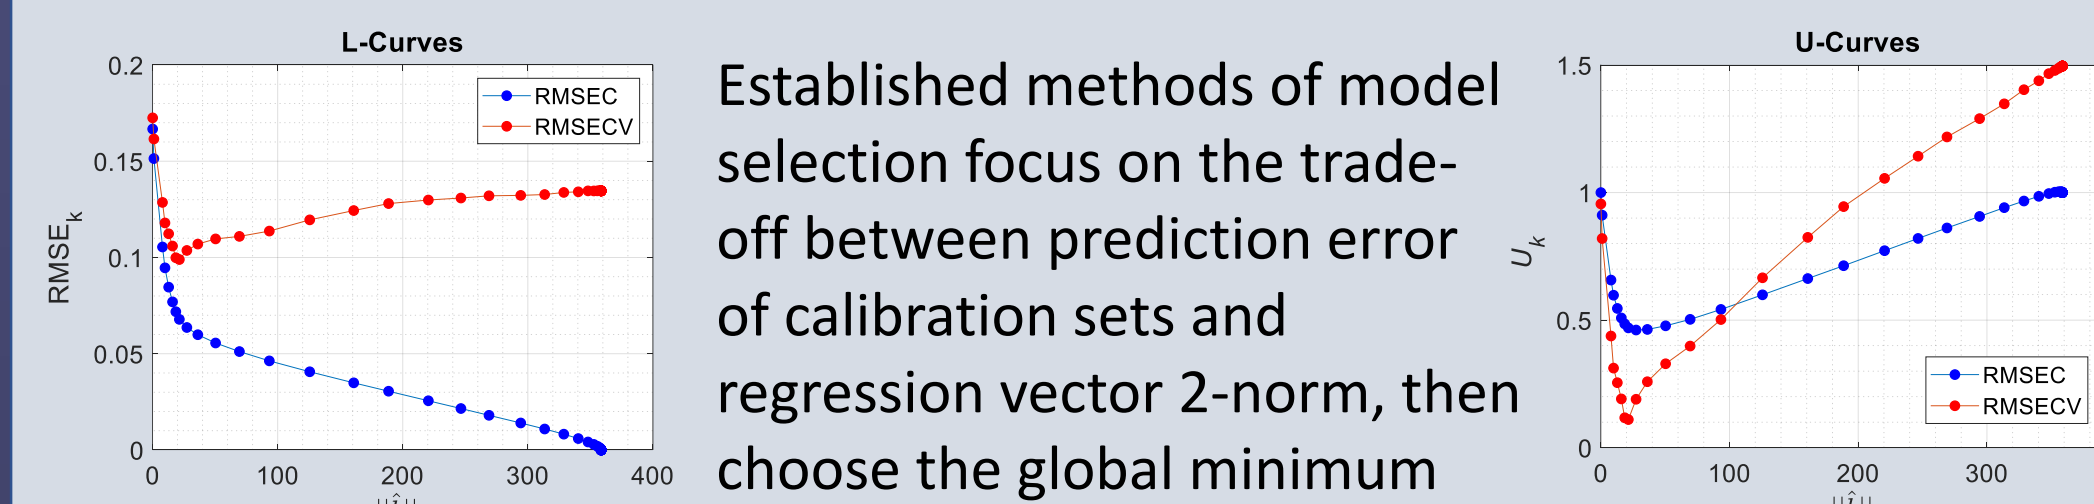 L-Curves
0.2
0.15
0.1
0.05
0
RMSE_k
RMSEC
RMSECV
0 100 200 300 400
Established methods of model
selection focus on the trade-
off between prediction error
of calibration sets and
regression vector 2-norm, then
choose the global minimum
U-Curves
1.5
1
0.5
0
U_k
RMSEC
RMSECV
0 100 200 300